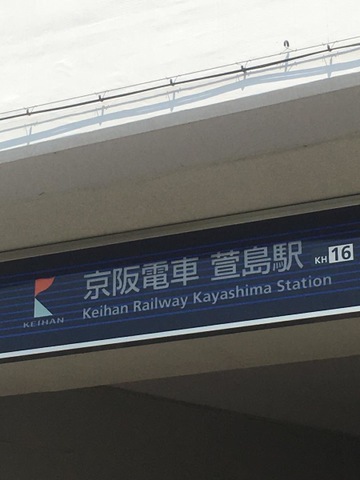 京阪電車 萱島駅 KH 16
KEIHAN
Keihan Railway Kayashima Station